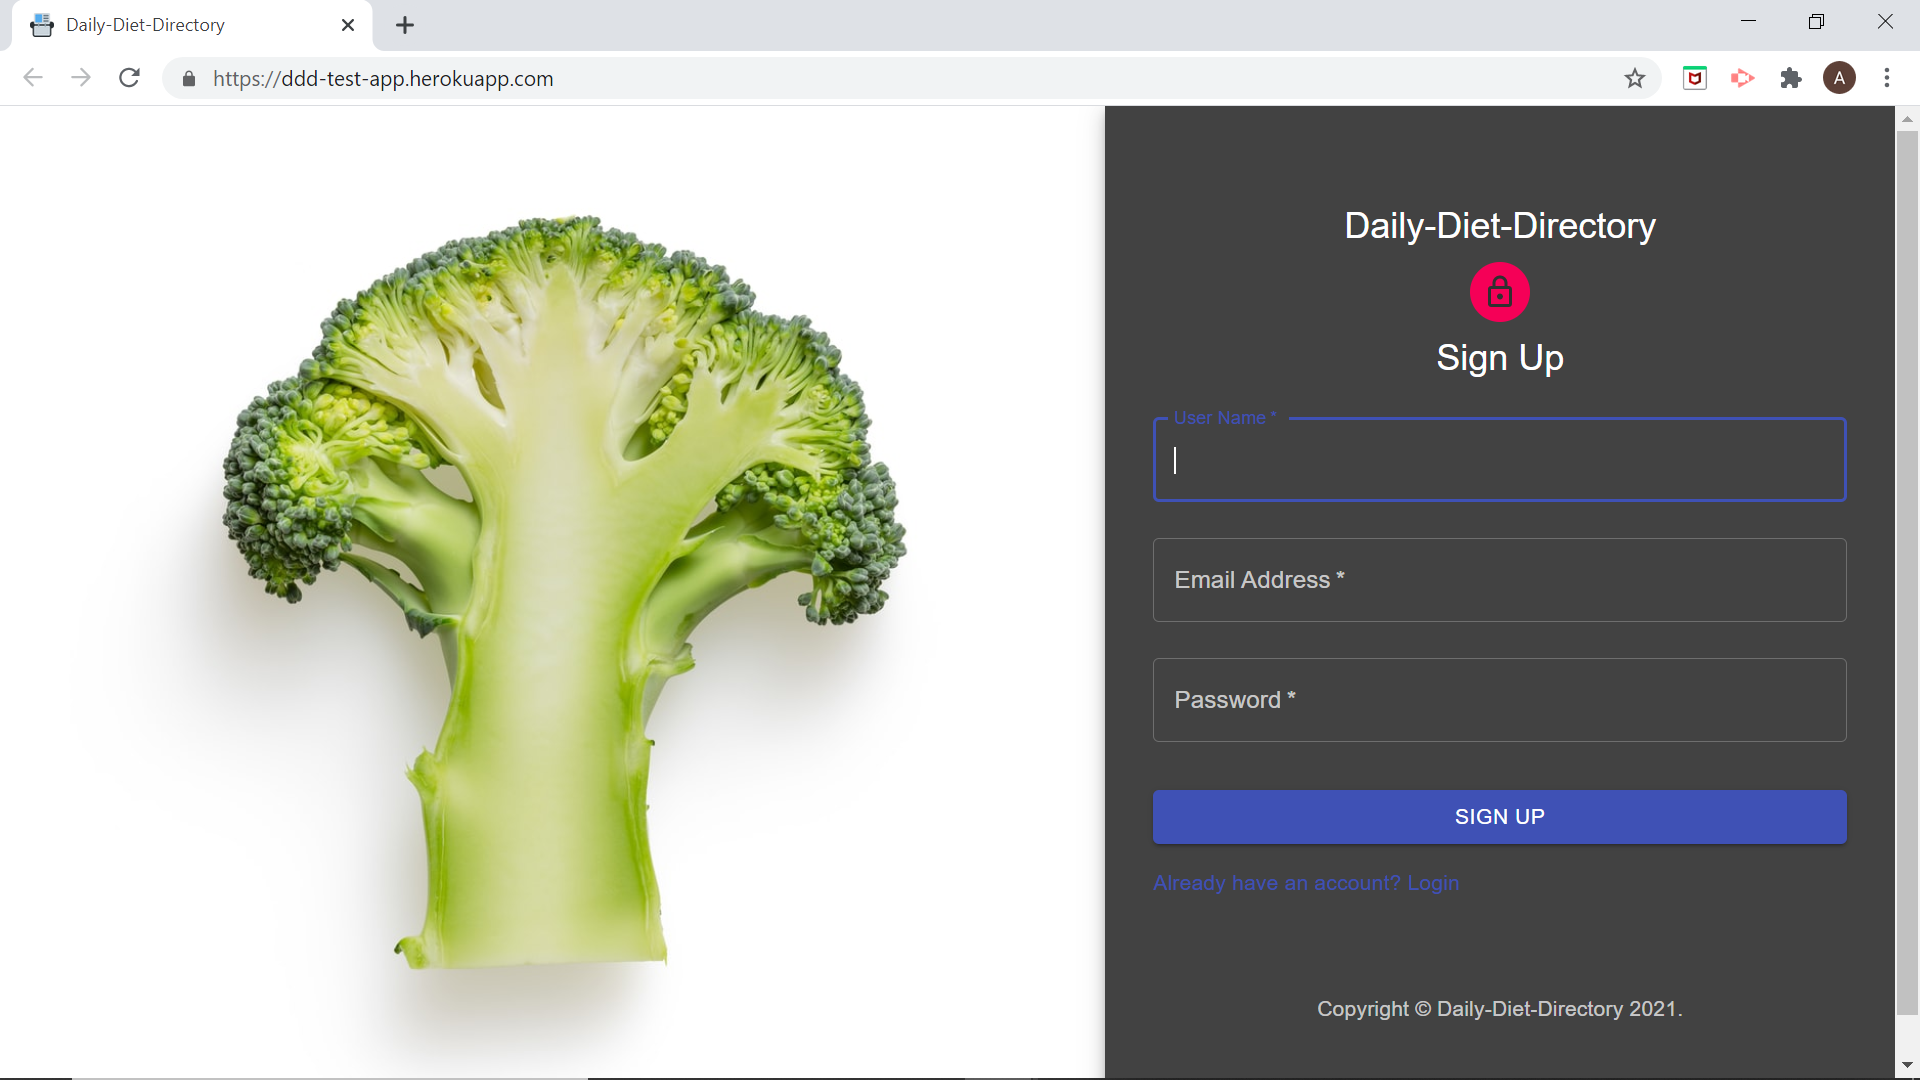 Daily-Diet-Directory
https://ddd-test-app.herokuapp.com
A
Daily-Diet-Directory
Sign Up
User Name *
Email Address *
Password *
SIGN UP
Already have an account? Login
Copyright © Daily-Diet-Directory 2021.